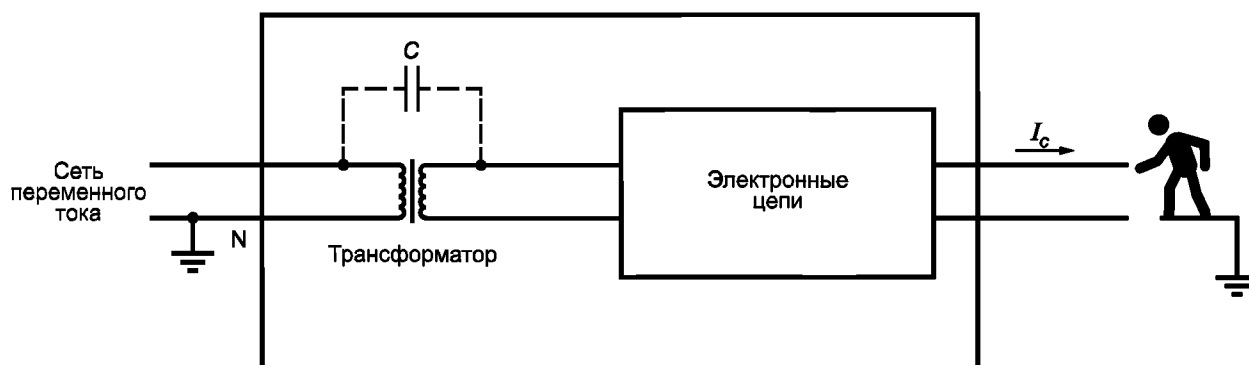 C
Сеть
переменного
тока
N
Трансформатор
Электронные
цепи
I_c